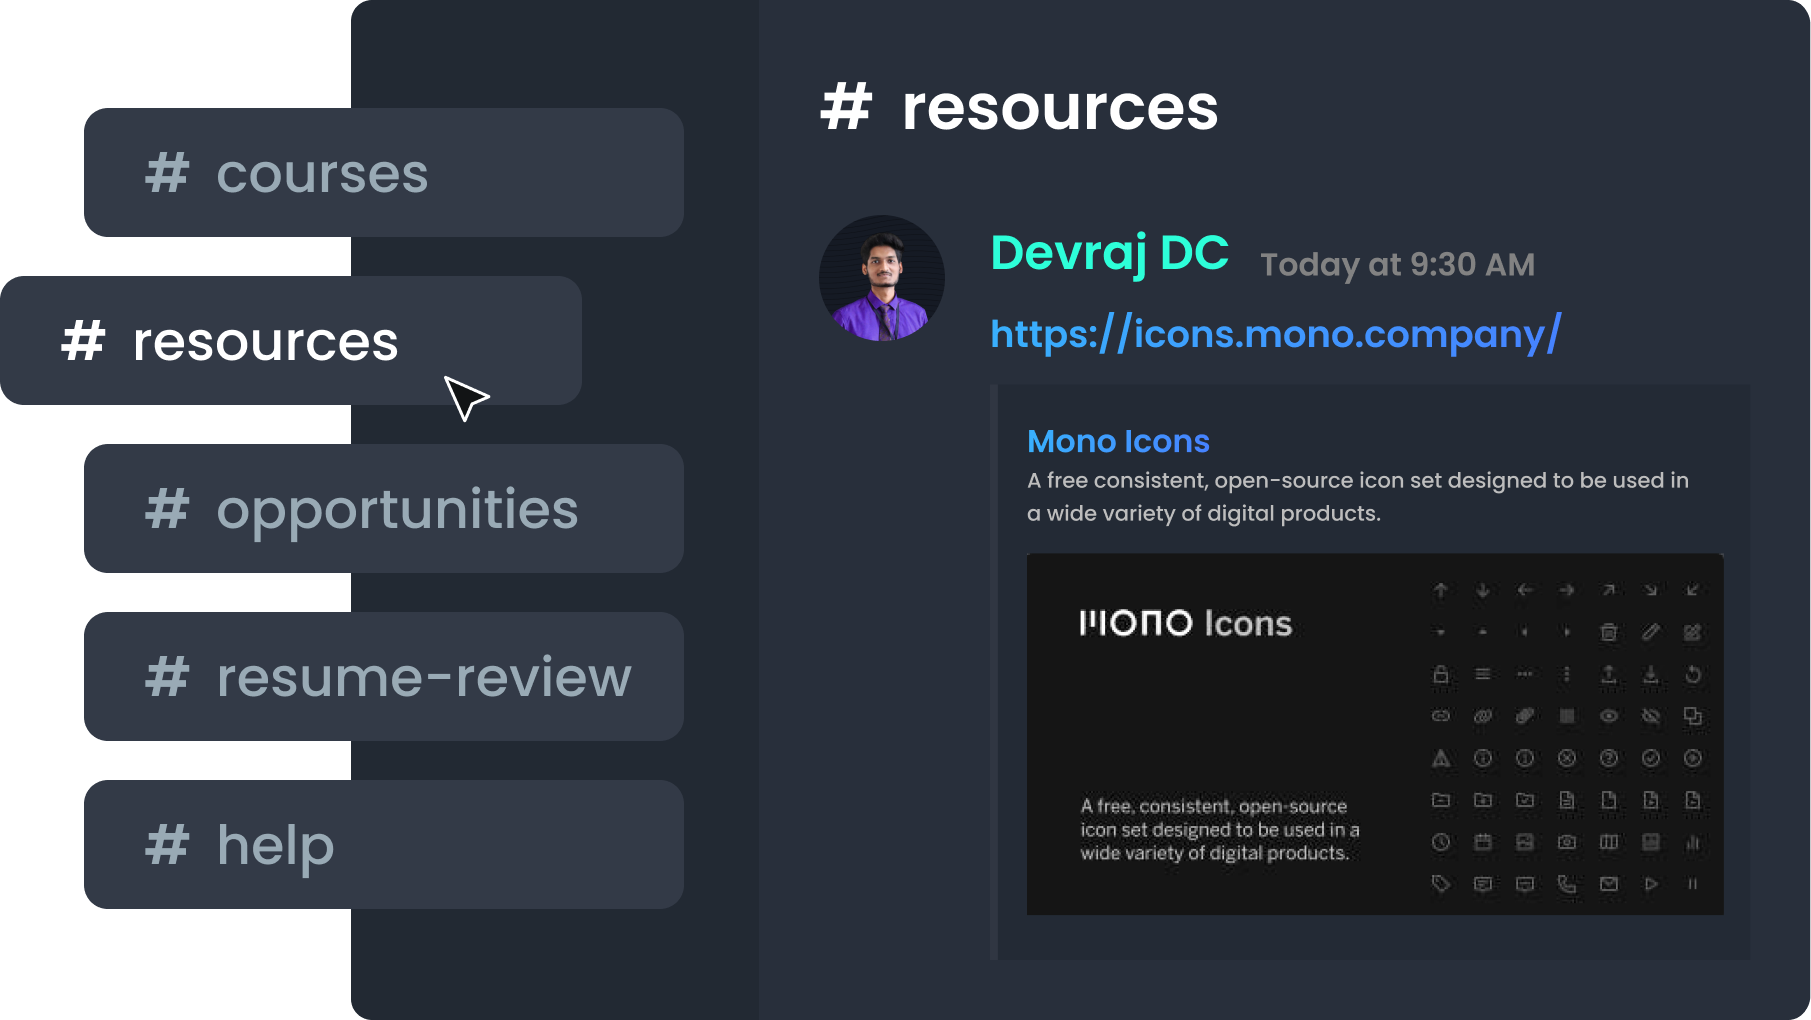 # courses
# resources
# opportunities
# resume-review
# help
# resources
Devraj DC Today at 9:30 AM
https://icons.mono.company/
Mono Icons
A free consistent, open-source icon set designed to be used in
a wide variety of digital products.
mono Icons
A free, consistent, open-source
icon set designed to be used in a
wide variety of digital products.